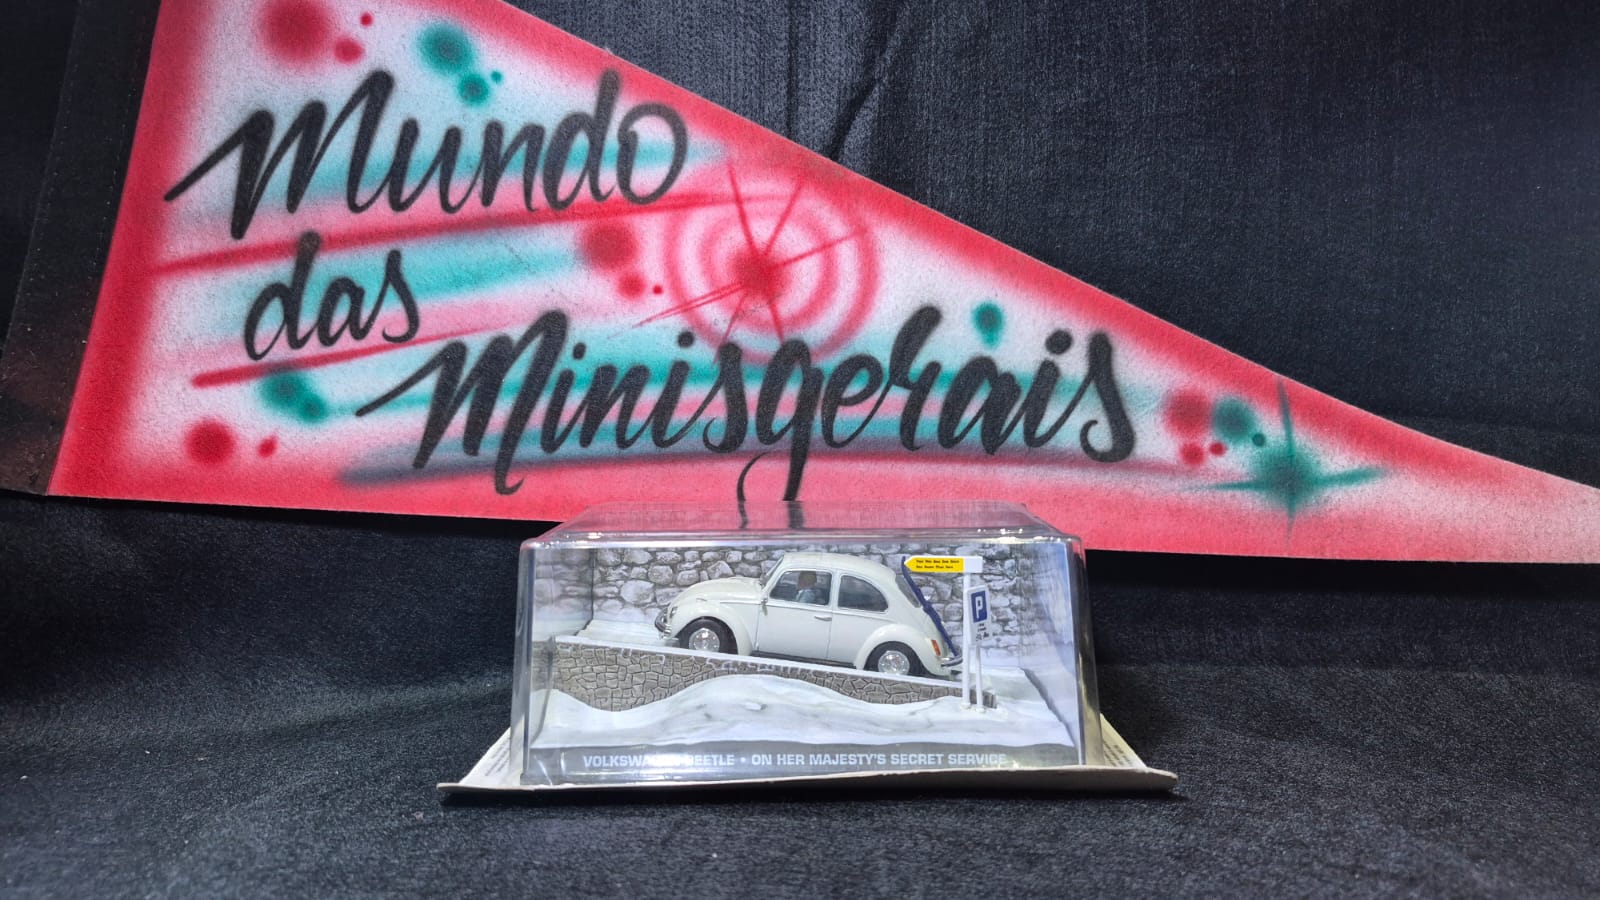 Mundo
das
Minisgerais
P
VOLKSWAGEN BEETLE • ON HER MAJESTY'S SECRET SERVICE